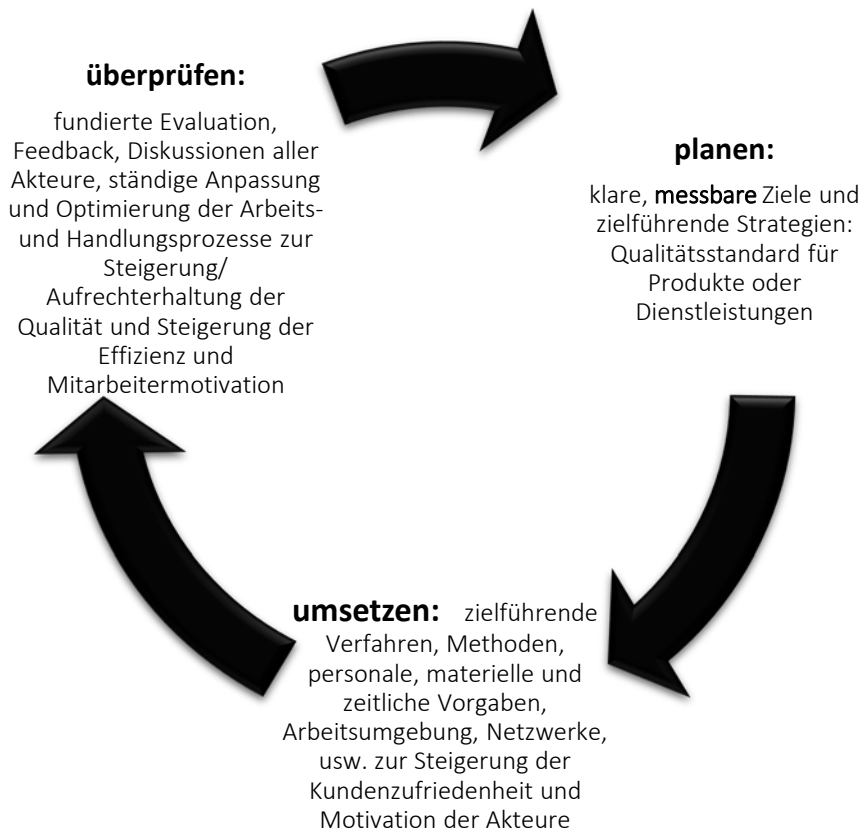 überprüfen:
fundierte Evaluation,
Feedback, Diskussionen aller
Akteure, ständige Anpassung
und Optimierung der Arbeits-
und Handlungsprozesse zur
Steigerung/
Aufrechterhaltung der
Qualität und Steigerung der
Effizienz und
Mitarbeitermotivation
planen:
klare, messbare Ziele und
zielführende Strategien:
Qualitätsstandard für
Produkte oder
Dienstleistungen
umsetzen: zielführende
Verfahren, Methoden,
personale, materielle und
zeitliche Vorgaben,
Arbeitsumgebung, Netzwerke,
usw. zur Steigerung der
Kundenzufriedenheit und
Motivation der Akteure